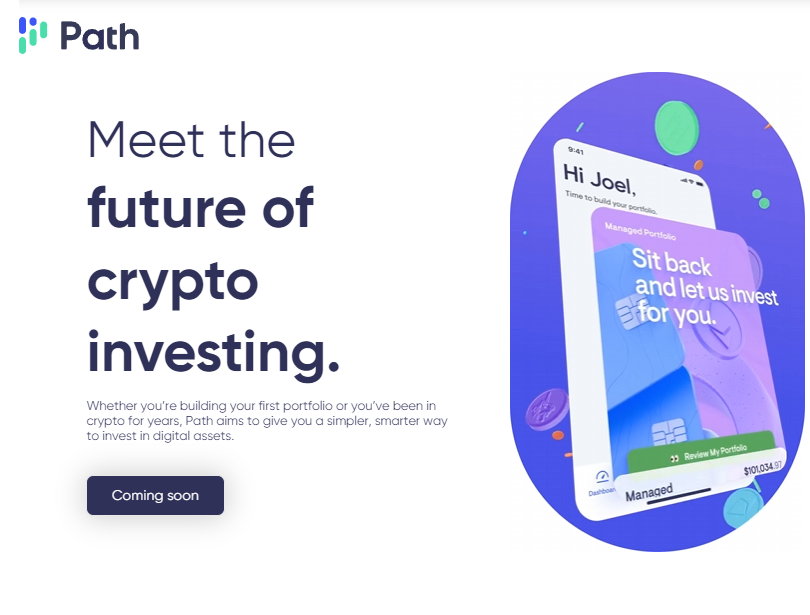 Path
Meet the
future of
crypto
investing.
Whether you're building your first portfolio or you've been in
crypto for years, Path aims to give you a simpler, smarter way
to invest in digital assets.
Coming soon
9:41
Hi Joel,
Time to build your portfolio.
Managed Portfolio
Sit back
and let us invest
for you.
👀 Review My Portfolio
Dashboar
Managed
$101,034.97